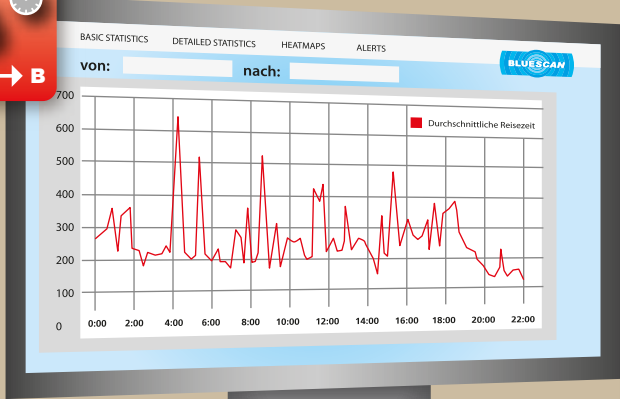 BASIC STATISTICS DETAILED STATISTICS HEATMAPS ALERTS
BLUESCAN
von: nach:
B
700
Durchschnittliche Reisezeit
600
500
400
300
200
100
0
0:00 2:00 4:00 6:00 8:00 10:00 12:00 14:00 16:00 18:00 20:00 22:00